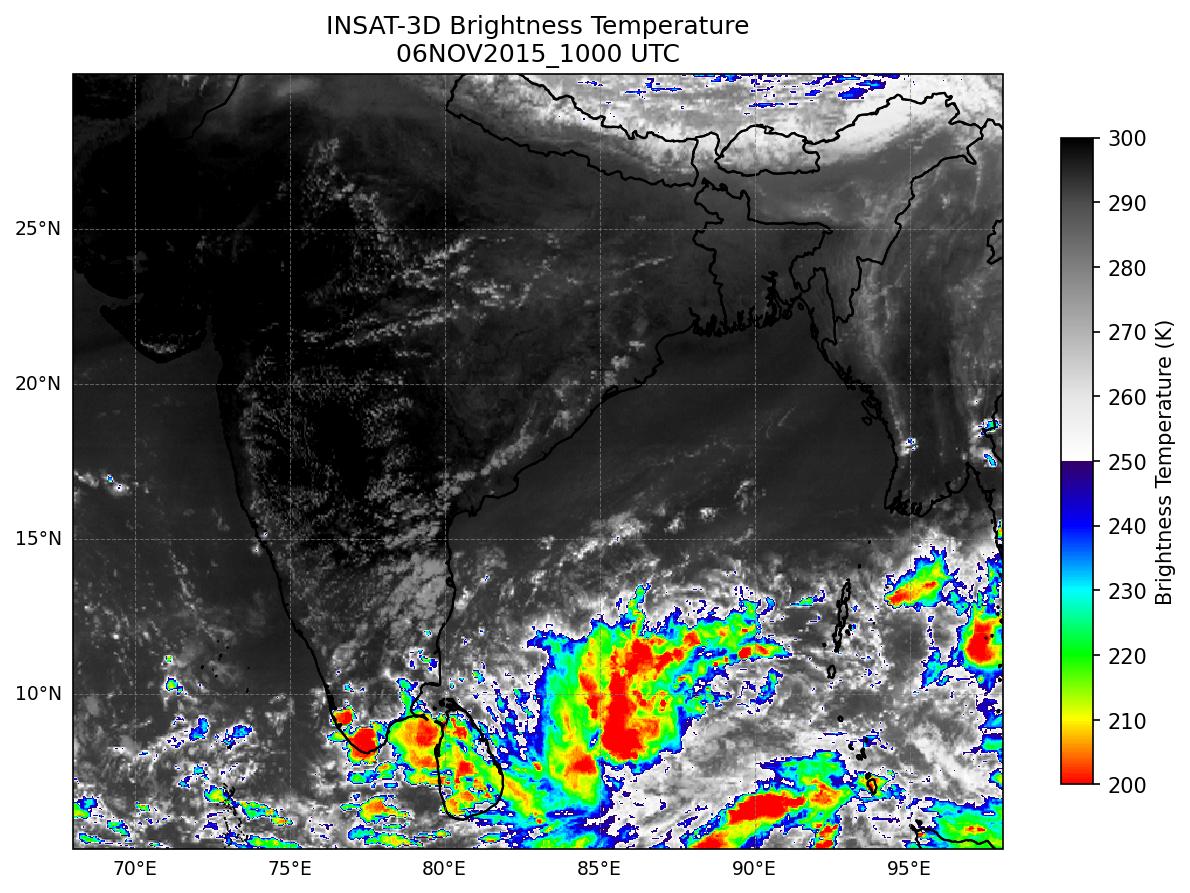 INSAT-3D Brightness Temperature
06NOV2015_1000 UTC
25°N
20°N
15°N
10°N
70°E
75°E
80°E
85°E
90°E
95°E
300
290
280
270
260
250
240
230
220
210
200
Brightness Temperature (K)